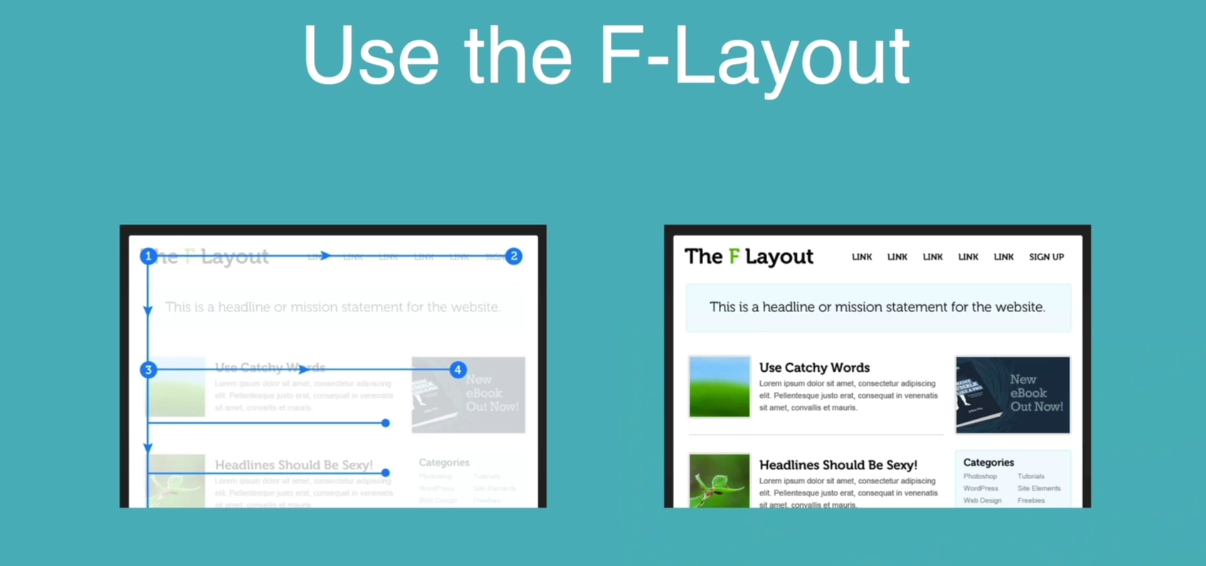 Use the F-Layout
1
The F Layout
LINK LINK LINK LINK LINK SIGN
2
This is a headline or mission statement for the website.
3
Use Catchy Words
4
Lorem ipsum dolor sit amet, consectetur adipiscing
elit. Pellentesque justo erat, consequat in venenatis
sit amet, convallis et mauris
New
eBook
Out Now!
Headlines Should Be Sexy!
Lorem ipsum dolor sit amet, consectetur adipiscing
elit. Pellentesque justo erat, consequat in venenatis
sit amet, convallis et mauris
Categories
Photoshop Tutorials
WordPress Site Elements
Web Design Freebies
The F Layout
LINK LINK LINK LINK LINK SIGN UP
This is a headline or mission statement for the website.
Use Catchy Words
Lorem ipsum dolor sit amet, consectetur adipiscing
elit. Pellentesque justo erat, consequat in venenatis
sit amet, convallis et mauris.
New
eBook
Out Now!
Headlines Should Be Sexy!
Lorem ipsum dolor sit amet, consectetur adipiscing
elit. Pellentesque justo erat, consequat in venenatis
sit amet, convallis et mauris.
Categories
Photoshop Tutorials
WordPress Site Elements
Web Design Freebies